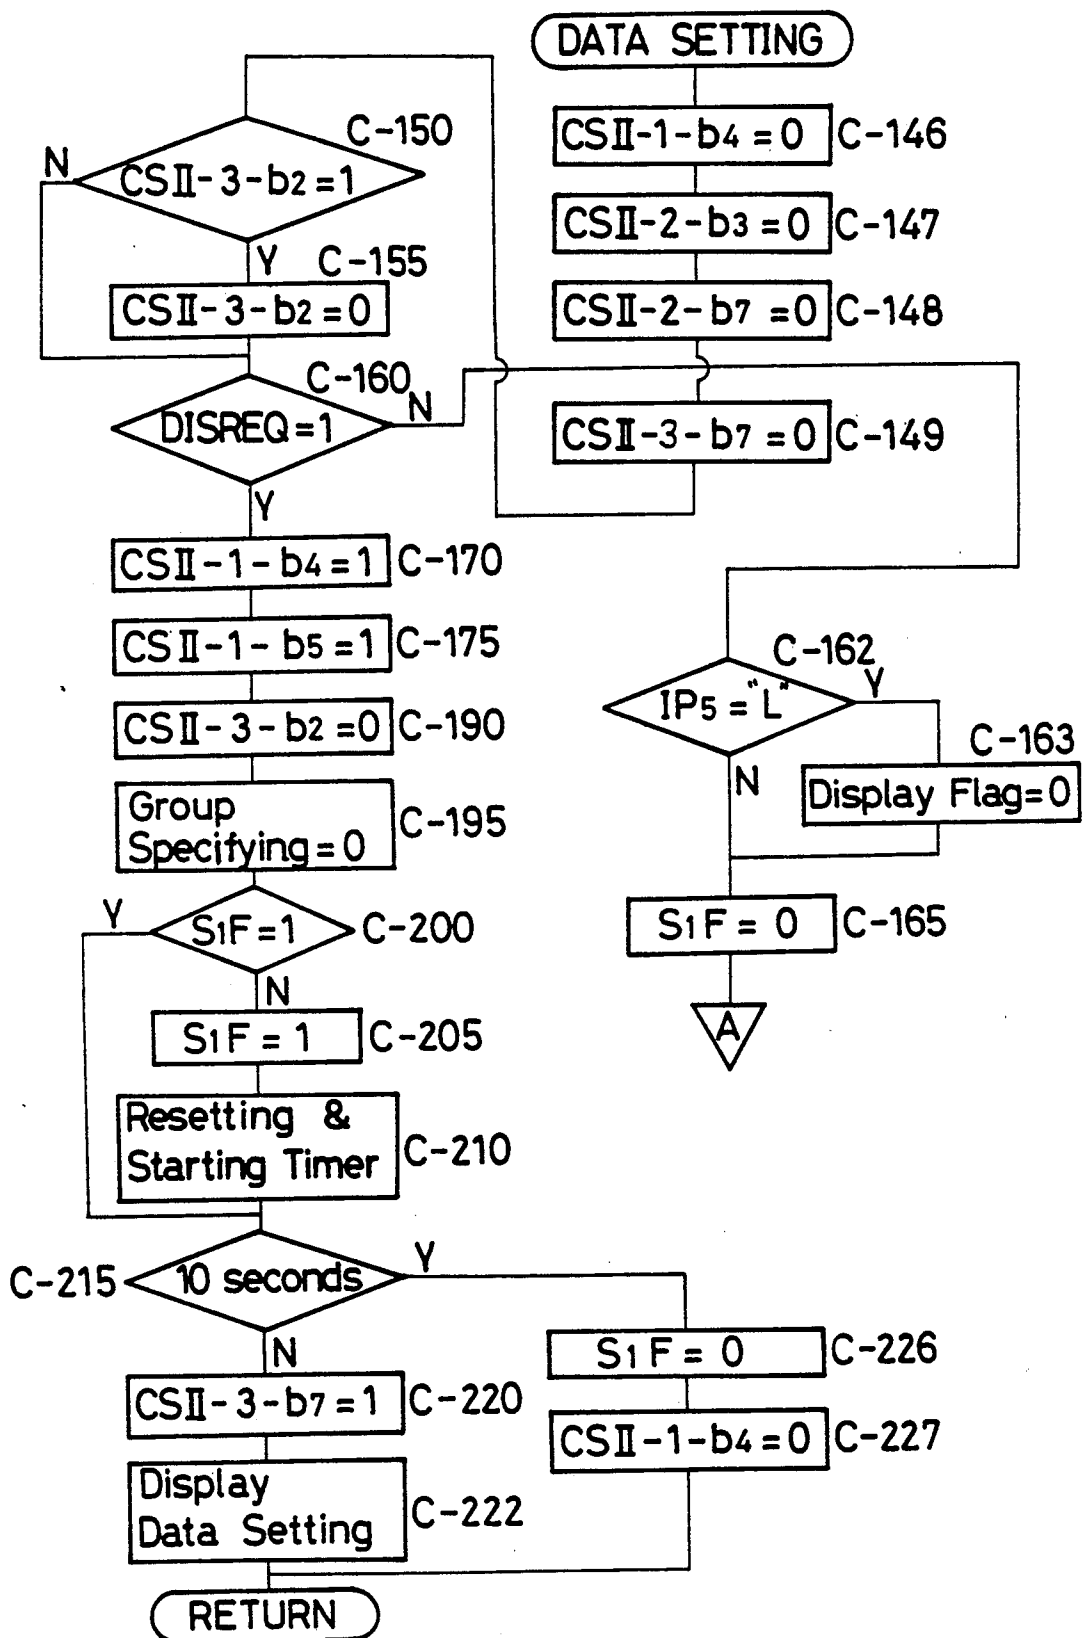 DATA SETTING
CSII-1-b4=0 C-146
CSII-2-b3=0 C-147
CSII-2-b7=0 C-148
CSII-3-b7=0 C-149
C-150
N
CSII-3-b2=1
Y C-155
CSII-3-b2=0
C-160
N
DISREQ=1
Y
CSII-1-b4=1 C-170
CSII-1-b5=1 C-175
CSII-3-b2=0 C-190
Group
Specifying=0
C-195
Y
S1F=1 C-200
N
S1F=1 C-205
Resetting &
Starting Timer
C-210
C-215
10 seconds
Y
N
CSII-3-b7=1 C-220
Display
Data Setting
C-222
S1F=0 C-226
CSII-1-b4=0 C-227
RETURN
C-162
Y
IP5="L"
N
C-163
Display Flag=0
S1F=0 C-165
A